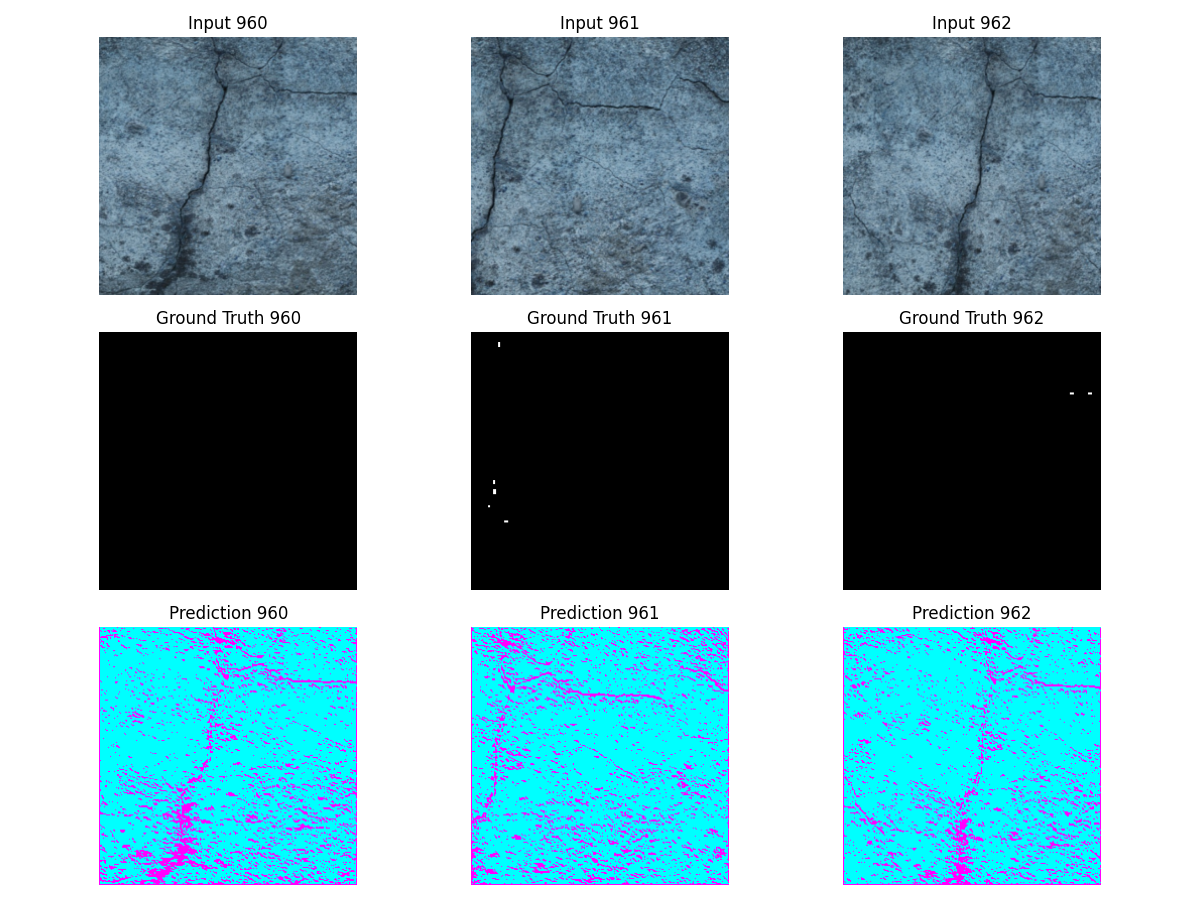 Input 960
Input 961
Input 962
Ground Truth 960
Ground Truth 961
Ground Truth 962
Prediction 960
Prediction 961
Prediction 962